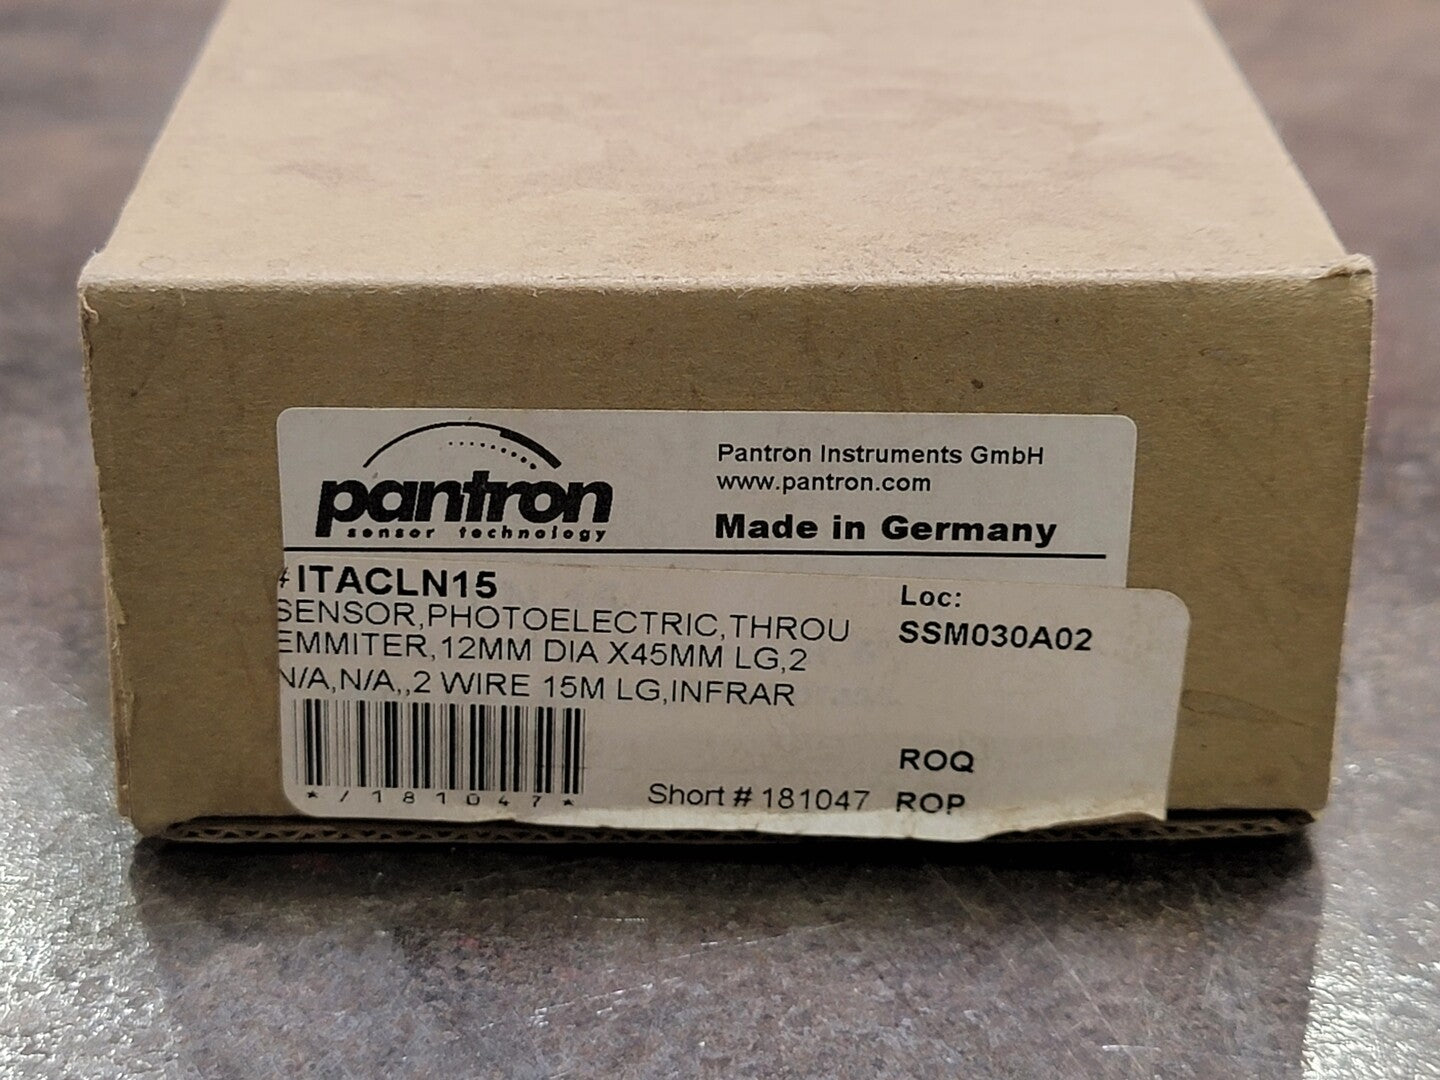 pantron
sensor technology
Pantron Instruments GmbH
www.pantron.com
Made in Germany
#ITACLN15
SENSOR,PHOTOELECTRIC,THROU
EMMITER,12MM DIA X45MM LG,2
N/A,N/A,,2 WIRE 15M LG,INFRAR
Loc:
SSM030A02
*/181047*
Short # 181047
ROQ
ROP